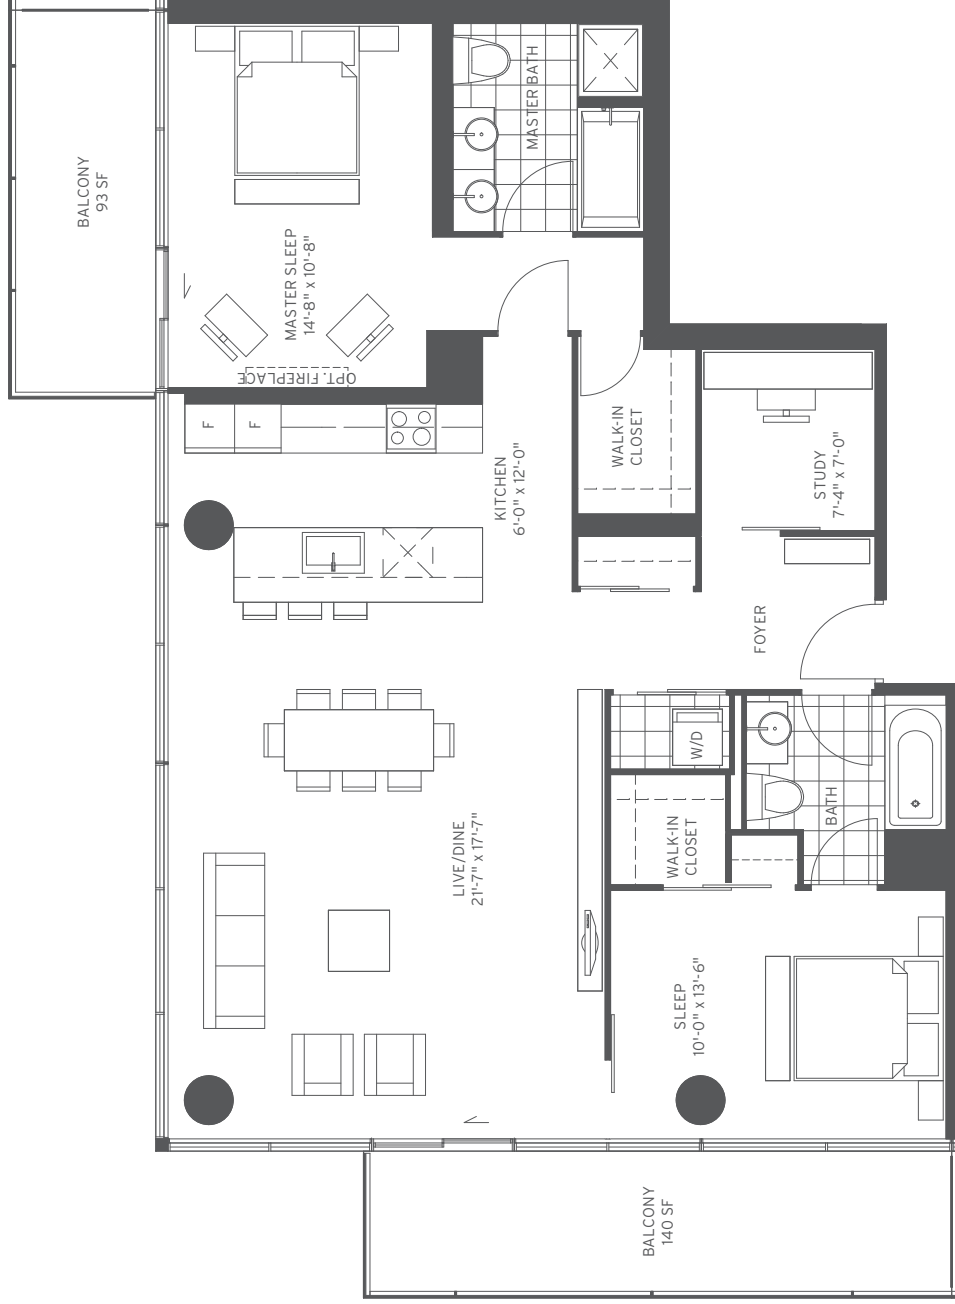 BALCONY
93 SF
MASTER BATH
MASTER SLEEP
14'-8" x 10'-8"
OPT. FIREPLACE
F
F
WALK-IN
CLOSET
KITCHEN
6'-0" x 12'-0"
STUDY
7'-4" x 7'-0"
FOYER
W/D
BATH
LIVE/DINE
21'-7" x 17'-7"
WALK-IN
CLOSET
SLEEP
10'-0" x 13'-6"
BALCONY
140 SF